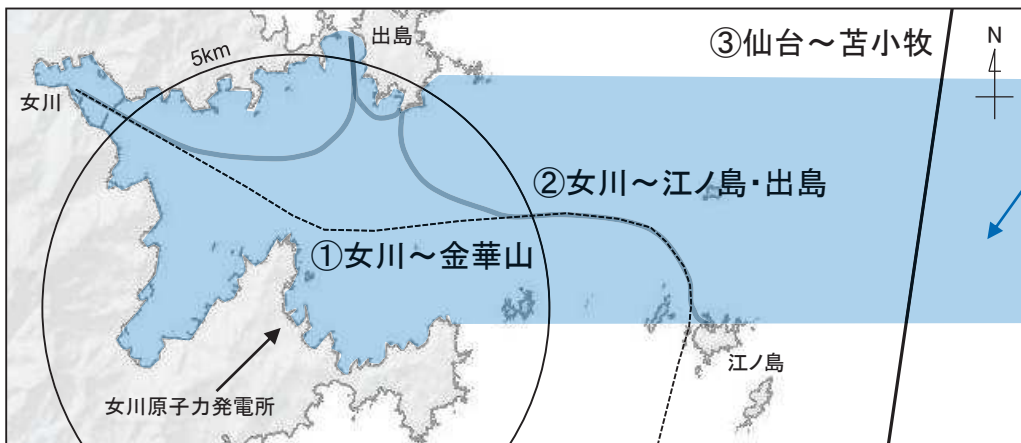 ③仙台~苫小牧
N
出島
5km
女川
②女川~江ノ島・出島
①女川~金華山
江ノ島
女川原子力発電所